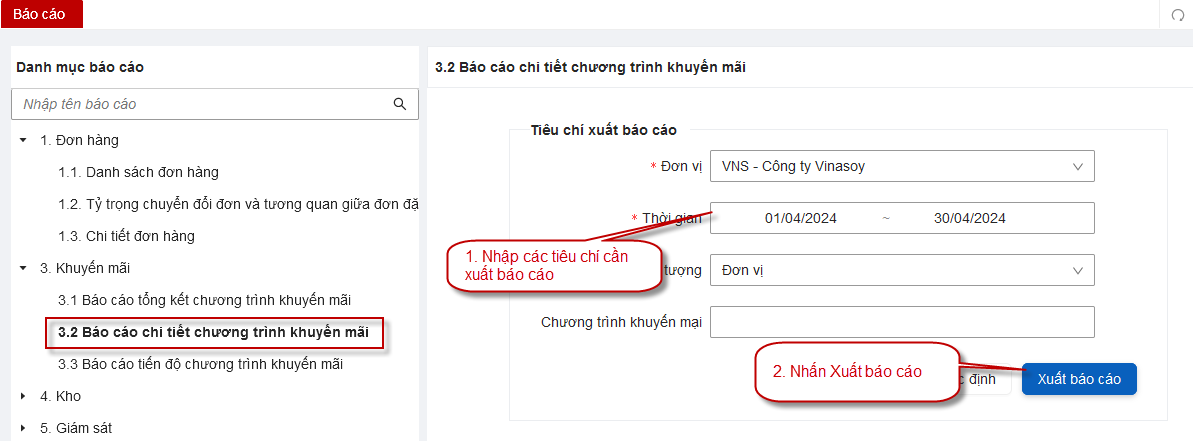 Báo cáo
Danh mục báo cáo
Nhập tên báo cáo
1. Đơn hàng
1.1. Danh sách đơn hàng
1.2. Tỷ trọng chuyển đổi đơn và tương quan giữa đơn đặ
1.3. Chi tiết đơn hàng
3. Khuyến mãi
3.1 Báo cáo tổng kết chương trình khuyến mãi
3.2 Báo cáo chi tiết chương trình khuyến mãi
3.3 Báo cáo tiến độ chương trình khuyến mãi
4. Kho
5. Giám sát
3.2 Báo cáo chi tiết chương trình khuyến mãi
Tiêu chí xuất báo cáo
* Đơn vị VNS - Công ty Vinasoy
* Thời gian 01/04/2024 ~ 30/04/2024
1. Nhập các tiêu chí cần
xuất báo cáo
tượng Đơn vị
Chương trình khuyến mại
2. Nhấn Xuất báo cáo
định Xuất báo cáo